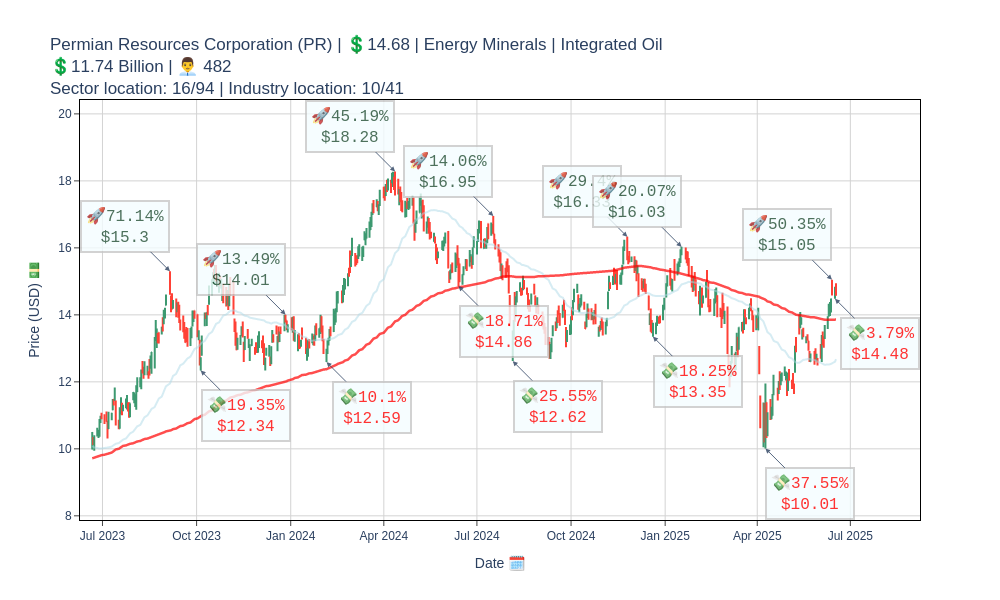 Permian Resources Corporation (PR) | 💲14.68 | Energy Minerals | Integrated Oil
💲11.74 Billion | 👨‍💼 482
Sector location: 16/94 | Industry location: 10/41
🚀45.19%
$18.28
🚀14.06%
$16.95
🚀29.4%
🚀20.07%
$16.03
🚀71.14%
$15.3
🚀50.35%
$15.05
🚀13.49%
$14.01
💸18.71%
$14.86
💸3.79%
$14.48
💸18.25%
$13.35
💸19.35%
$12.34
💸10.1%
$12.59
💸25.55%
$12.62
💸37.55%
$10.01
20
18
16
14
12
10
8
Price (USD) 💵
Jul 2023
Oct 2023
Jan 2024
Apr 2024
Jul 2024
Oct 2024
Jan 2025
Apr 2025
Jul 2025
Date 🗓️